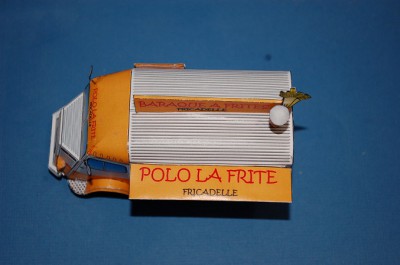 BARAQUE A FRITES
FRICADELLE
POLO LA FRITE
FRICADELLE